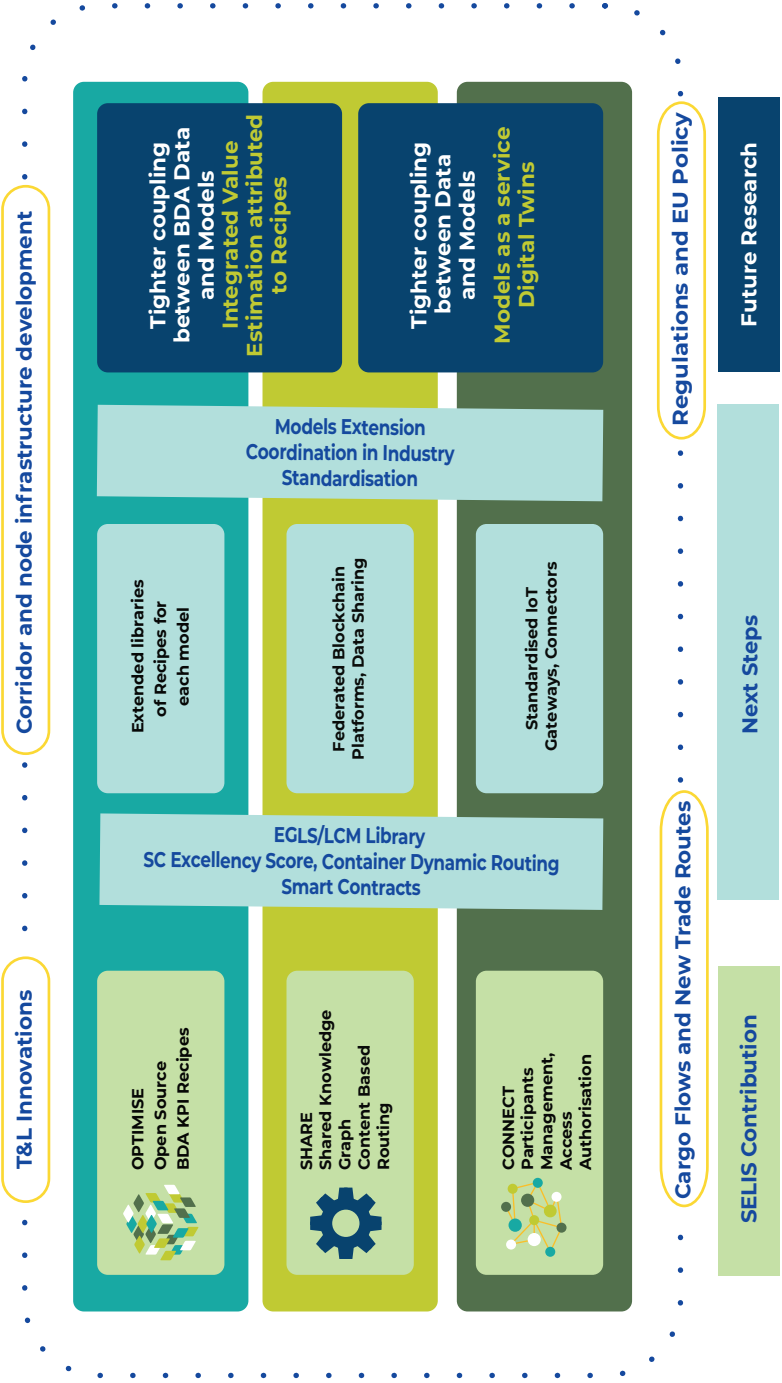 T&L Innovations
Corridor and node infrastructure development
OPTIMISE
Open Source
BDA KPI Recipes
SHARE
Shared Knowledge
Graph
Content Based
Routing
CONNECT
Participants
Management,
Access
Authorisation
EGLS/LCM Library
SC Excellency Score, Container Dynamic Routing
Smart Contracts
Extended libraries
of Recipes for
each model
Federated Blockchain
Platforms, Data Sharing
Standardised IoT
Gateways, Connectors
Models Extension
Coordination in Industry
Standardisation
Tighter coupling
between BDA Data
and Models
Integrated Value
Estimation attributed
to Recipes
Tighter coupling
between Data
and Models
Models as a service
Digital Twins
Cargo Flows and New Trade Routes
Regulations and EU Policy
SELIS Contribution
Next Steps
Future Research